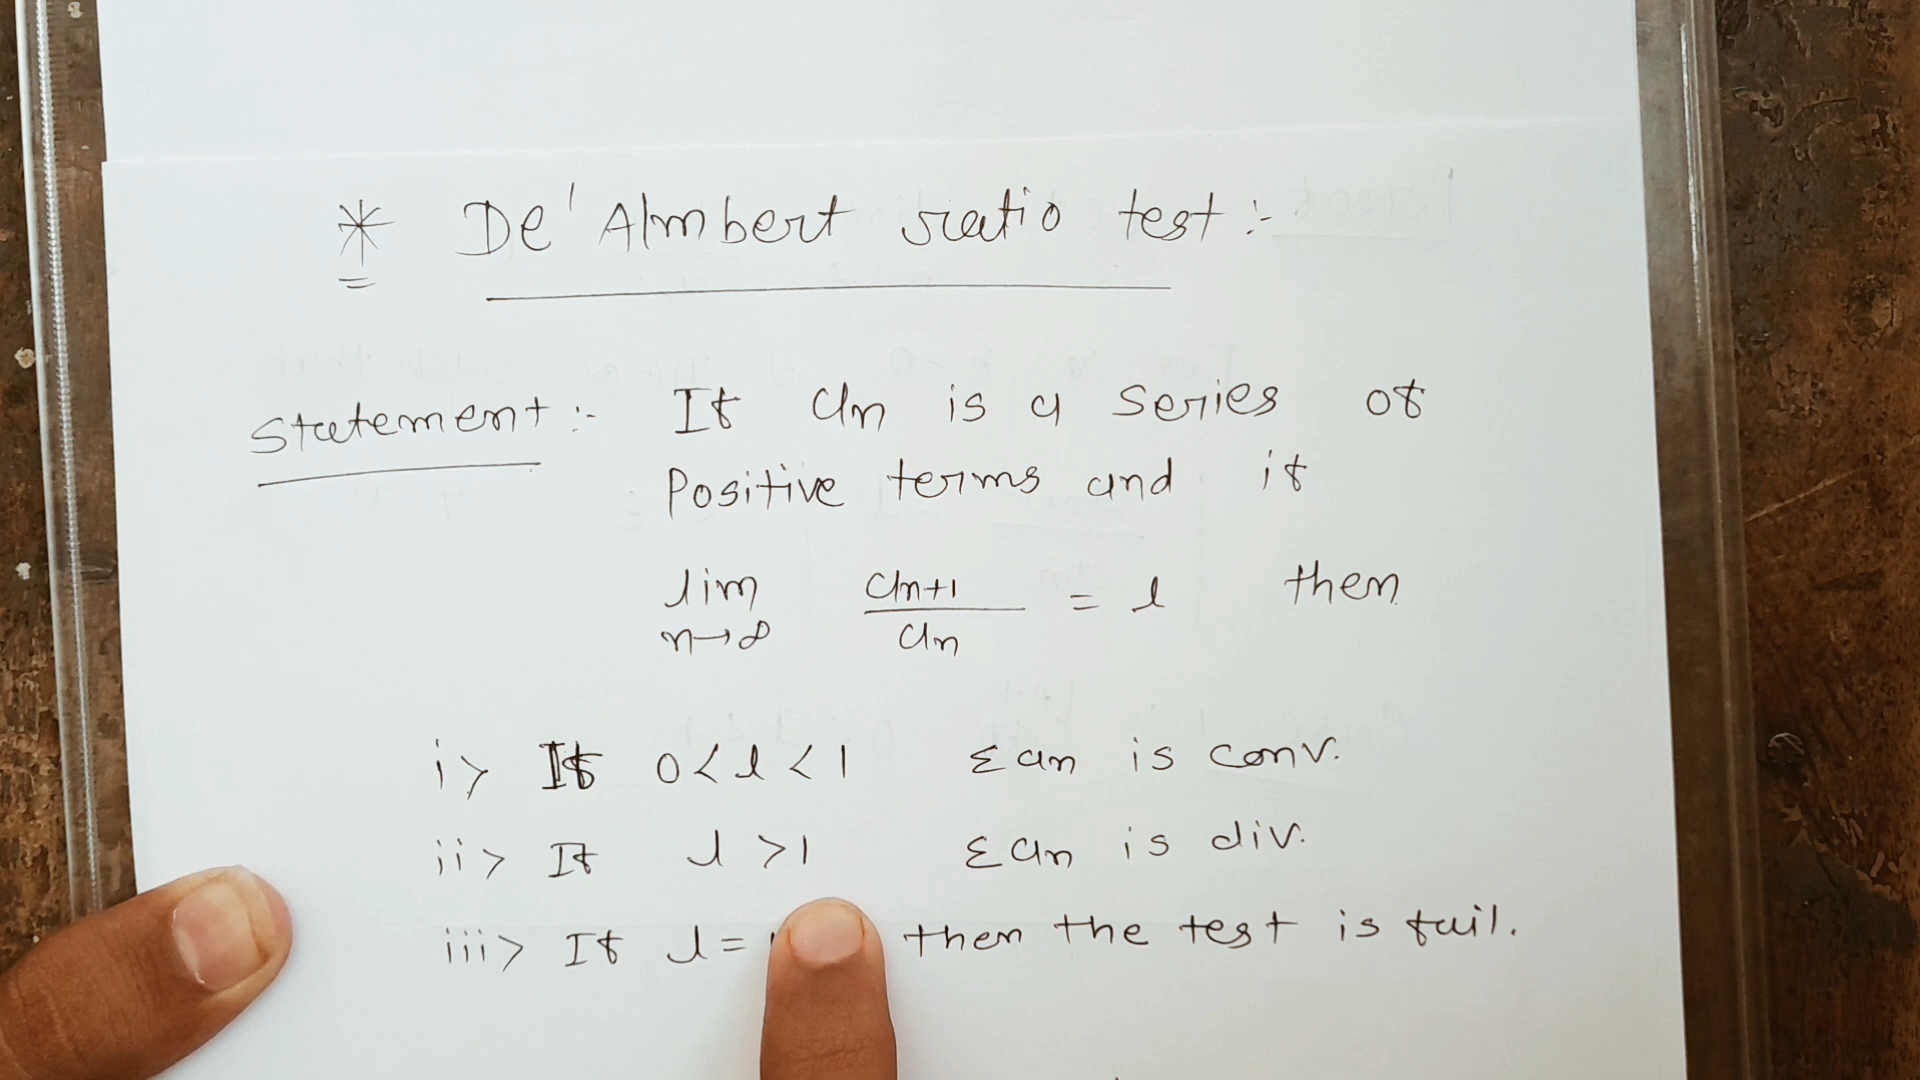 * De'Almbert ratio test :-
Statement :- If an is a series of
Positive terms and if
lim n→∞ an+1 / an = l then
i> If 0<l<1 Σan is conv.
ii> If l>1 Σan is div.
iii> If l= then the test is fail.